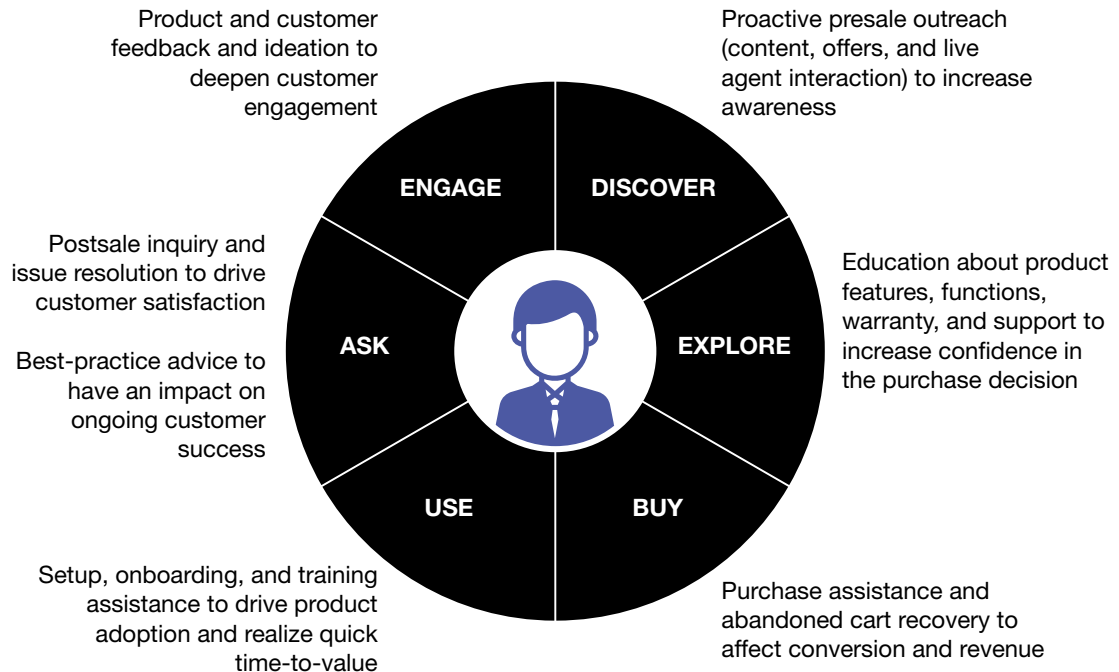 Product and customer
feedback and ideation to
deepen customer
engagement
Proactive presale outreach
(content, offers, and live
agent interaction) to increase
awareness
ENGAGE
DISCOVER
Postsale inquiry and
issue resolution to drive
customer satisfaction
Best-practice advice to
have an impact on
ongoing customer
success
ASK
EXPLORE
Education about product
features, functions,
warranty, and support to
increase confidence in
the purchase decision
USE
BUY
Setup, onboarding, and training
assistance to drive product
adoption and realize quick
time-to-value
Purchase assistance and
abandoned cart recovery to
affect conversion and revenue